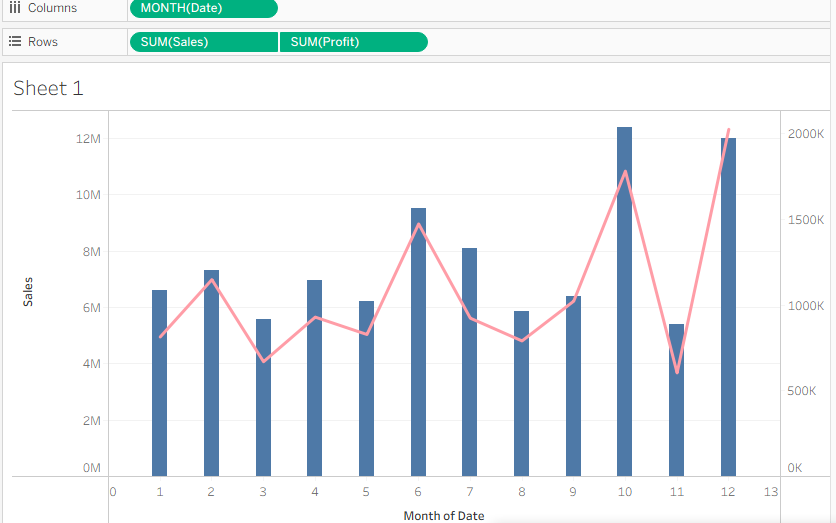 Columns MONTH(Date)
Rows SUM(Sales) SUM(Profit)
Sheet 1
12M
10M
8M
6M
4M
2M
0M
Sales
2000K
1500K
1000K
500K
0K
0 1 2 3 4 5 6 7 8 9 10 11 12 13
Month of Date